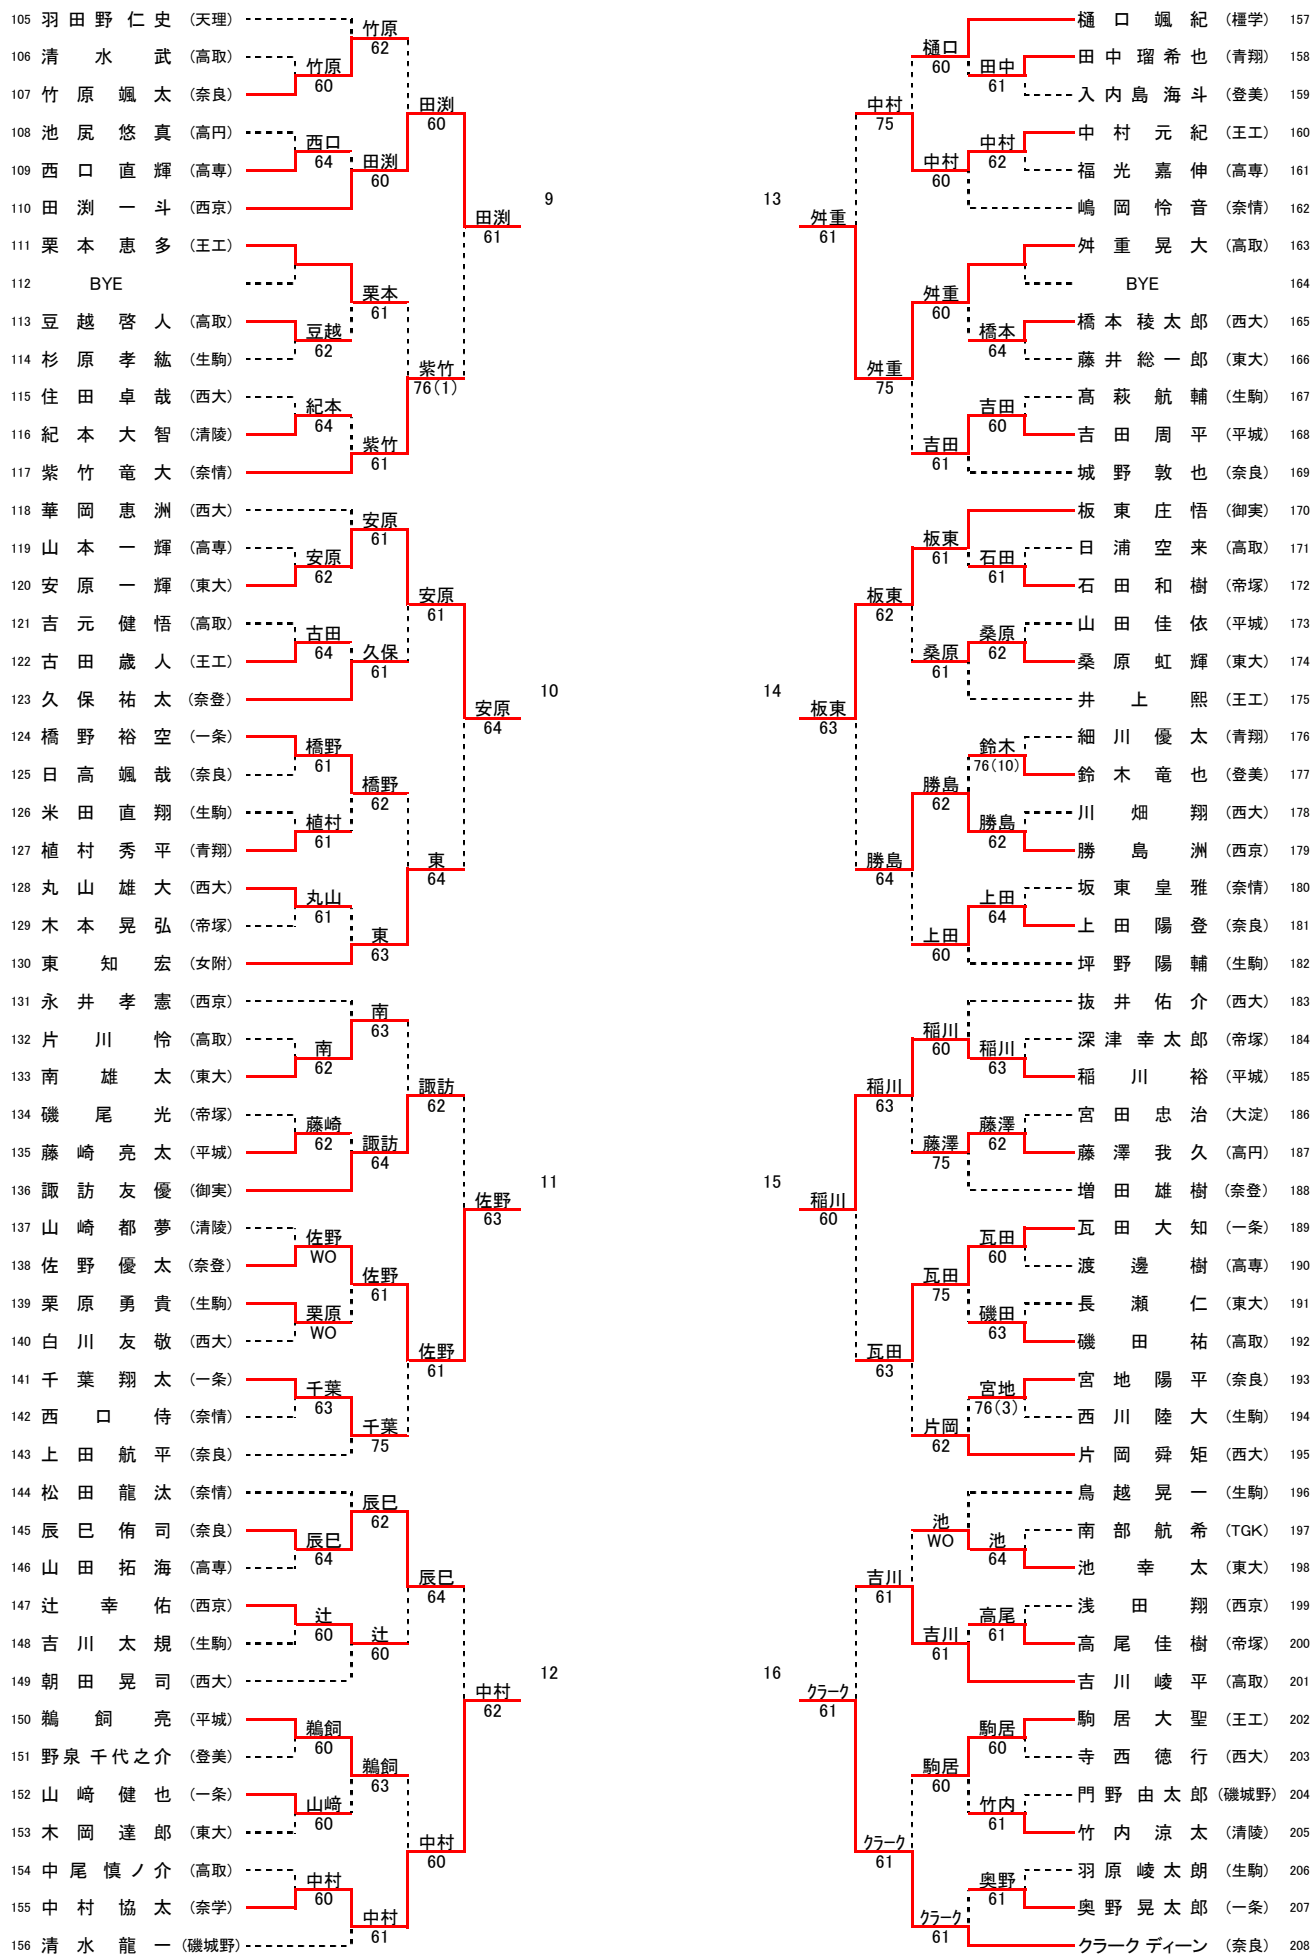 105 羽田野仁史 (天理)
竹原
62
106 清水武 (高取)
竹原
60
107 竹原颯太 (奈良)
田渕
60
108 池尻悠真 (高円)
西口
64
109 西口直輝 (高専)
田渕
60
110 田渕一斗 (西京)
田渕
61
9
111 栗本恵多 (王工)
112 BYE
栗本
61
113 豆越啓人 (高取)
豆越
62
114 杉原孝紘 (生駒)
紫竹
76(1)
115 住田卓哉 (西大)
紀本
64
116 紀本大智 (清陵)
紫竹
61
117 紫竹竜大 (奈情)
118 華岡恵洲 (西大)
安原
61
119 山本一輝 (高専)
安原
62
120 安原一輝 (東大)
安原
61
121 吉元健悟 (高取)
古田
64
122 古田歳人 (王工)
久保
61
123 久保祐太 (奈登)
安原
64
10
124 橋野裕空 (一条)
橋野
61
125 日高颯哉 (奈良)
橋野
62
126 米田直翔 (生駒)
植村
61
127 植村秀平 (青翔)
東
64
128 丸山雄大 (西大)
丸山
61
129 木本晃弘 (帝塚)
東
63
130 東知宏 (女附)
131 永井孝憲 (西京)
南
63
132 片川怜 (高取)
南
62
133 南雄太 (東大)
諏訪
62
134 磯尾光 (帝塚)
藤崎
62
135 藤崎亮太 (平城)
諏訪
64
136 諏訪友優 (御実)
佐野
63
11
137 山崎都夢 (清陵)
佐野
WO
138 佐野優太 (奈登)
佐野
61
139 栗原勇貴 (生駒)
栗原
WO
140 白川友敬 (西大)
佐野
61
141 千葉翔太 (一条)
千葉
63
142 西口侍 (奈情)
千葉
75
143 上田航平 (奈良)
144 松田龍汰 (奈情)
辰巳
62
145 辰巳侑司 (奈良)
辰巳
64
146 山田拓海 (高専)
辰巳
64
147 辻幸佑 (西京)
辻
60
148 吉川太規 (生駒)
辻
60
149 朝田晃司 (西大)
中村
62
12
150 鵜飼亮 (平城)
鵜飼
60
151 野泉千代之介 (登美)
鵜飼
63
152 山﨑健也 (一条)
山﨑
60
153 木岡達郎 (東大)
中村
60
154 中尾慎ノ介 (高取)
中村
60
155 中村協太 (奈学)
中村
61
156 清水龍一 (磯城野)
樋口颯紀 (橿学) 157
樋口
60
田中瑠希也 (青翔) 158
田中
61
入内島海斗 (登美) 159
中村
75
中村元紀 (王工) 160
中村
62
福光嘉伸 (高専) 161
中村
60
嶋岡怜音 (奈情) 162
13
舛重
61
舛重晃大 (高取) 163
BYE 164
舛重
60
橋本稜太郎 (西大) 165
橋本
64
藤井総一郎 (東大) 166
舛重
75
髙萩航輔 (生駒) 167
吉田
60
吉田周平 (平城) 168
吉田
61
城野敦也 (奈良) 169
板東庄悟 (御実) 170
板東
61
日浦空来 (高取) 171
石田
61
石田和樹 (帝塚) 172
板東
62
山田佳依 (平城) 173
桑原
62
桑原虹輝 (東大) 174
桑原
61
井上熙 (王工) 175
14
板東
63
細川優太 (青翔) 176
鈴木
76(10)
鈴木竜也 (登美) 177
勝島
62
川畑翔 (西大) 178
勝島
62
勝島洲 (西京) 179
勝島
64
坂東皇雅 (奈情) 180
上田
64
上田陽登 (奈良) 181
上田
60
坪野陽輔 (生駒) 182
抜井佑介 (西大) 183
稲川
60
深津幸太郎 (帝塚) 184
稲川
63
稲川裕 (平城) 185
稲川
63
宮田忠治 (大淀) 186
藤澤
62
藤澤我久 (高円) 187
藤澤
75
増田雄樹 (奈登) 188
15
稲川
60
瓦田大知 (一条) 189
瓦田
60
渡邊樹 (高専) 190
瓦田
75
長瀬仁 (東大) 191
磯田
63
磯田祐 (高取) 192
瓦田
63
宮地陽平 (奈良) 193
宮地
76(3)
西川陸大 (生駒) 194
片岡
62
片岡舜矩 (西大) 195
鳥越晃一 (生駒) 196
池
WO
南部航希 (TGK) 197
池
64
池幸太 (東大) 198
吉川
61
浅田翔 (西京) 199
高尾
61
高尾佳樹 (帝塚) 200
吉川
61
吉川崚平 (高取) 201
16
クラーク
61
駒居大聖 (王工) 202
駒居
60
寺西徳行 (西大) 203
駒居
60
門野由太郎 (磯城野) 204
竹内
61
竹内涼太 (清陵) 205
クラーク
61
羽原崚太朗 (生駒) 206
奥野
61
奥野晃太郎 (一条) 207
クラーク
61
クラークディーン (奈良) 208